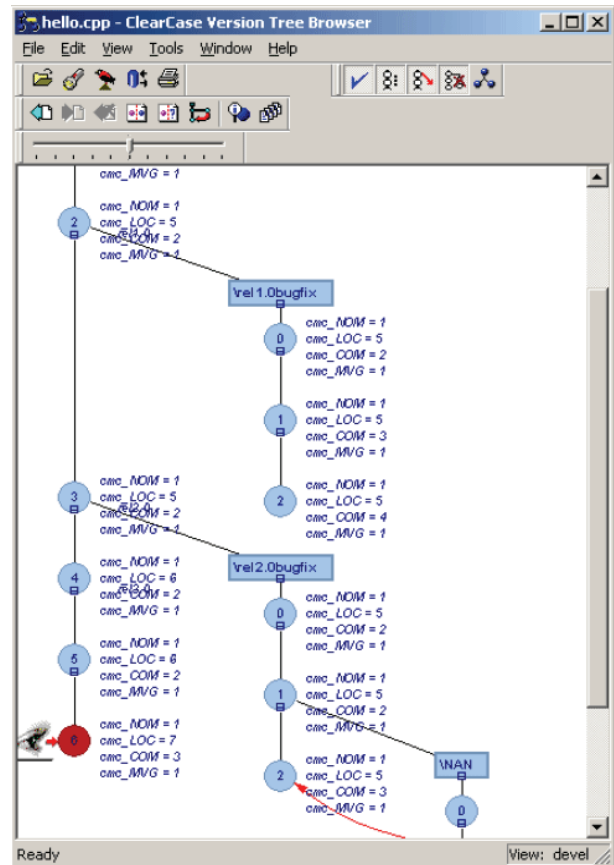 hello.cpp - ClearCase Version Tree Browser
File Edit View Tools Window Help
cmc_MVG = 1
2
cmc_NOM = 1
cmc_LOC = 5
cmc_COM = 2
cmc_MVG = 1
\rel1.0bugfix
0
cmc_NOM = 1
cmc_LOC = 5
cmc_COM = 2
cmc_MVG = 1
1
cmc_NOM = 1
cmc_LOC = 5
cmc_COM = 3
cmc_MVG = 1
2
cmc_NOM = 1
cmc_LOC = 5
cmc_COM = 4
cmc_MVG = 1
3
cmc_NOM = 1
cmc_LOC = 5
cmc_COM = 2
cmc_MVG = 1
\rel2.0bugfix
4
cmc_NOM = 1
cmc_LOC = 6
cmc_COM = 2
cmc_MVG = 1
0
cmc_NOM = 1
cmc_LOC = 5
cmc_COM = 2
cmc_MVG = 1
5
cmc_NOM = 1
cmc_LOC = 6
cmc_COM = 2
cmc_MVG = 1
1
cmc_NOM = 1
cmc_LOC = 5
cmc_COM = 2
cmc_MVG = 1
6
cmc_NOM = 1
cmc_LOC = 7
cmc_COM = 3
cmc_MVG = 1
2
cmc_NOM = 1
cmc_LOC = 5
cmc_COM = 3
cmc_MVG = 1
\NAN
0
Ready
View: devel